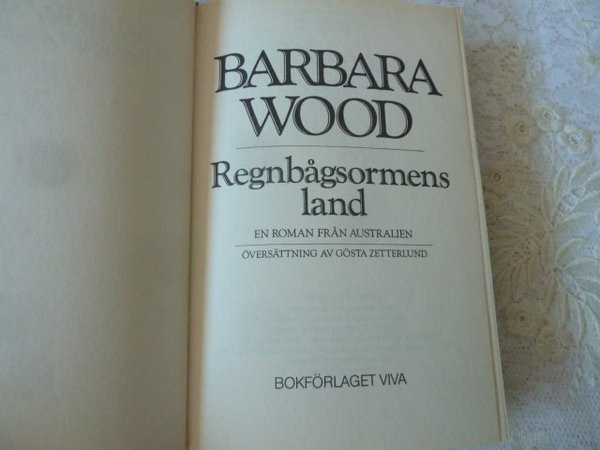 BARBARA
WOOD
Regnbågsormens
land
EN ROMAN FRÅN AUSTRALIEN
ÖVERSÄTTNING AV GÖSTA ZETTERLUND
BOKFÖRLAGET VIVA